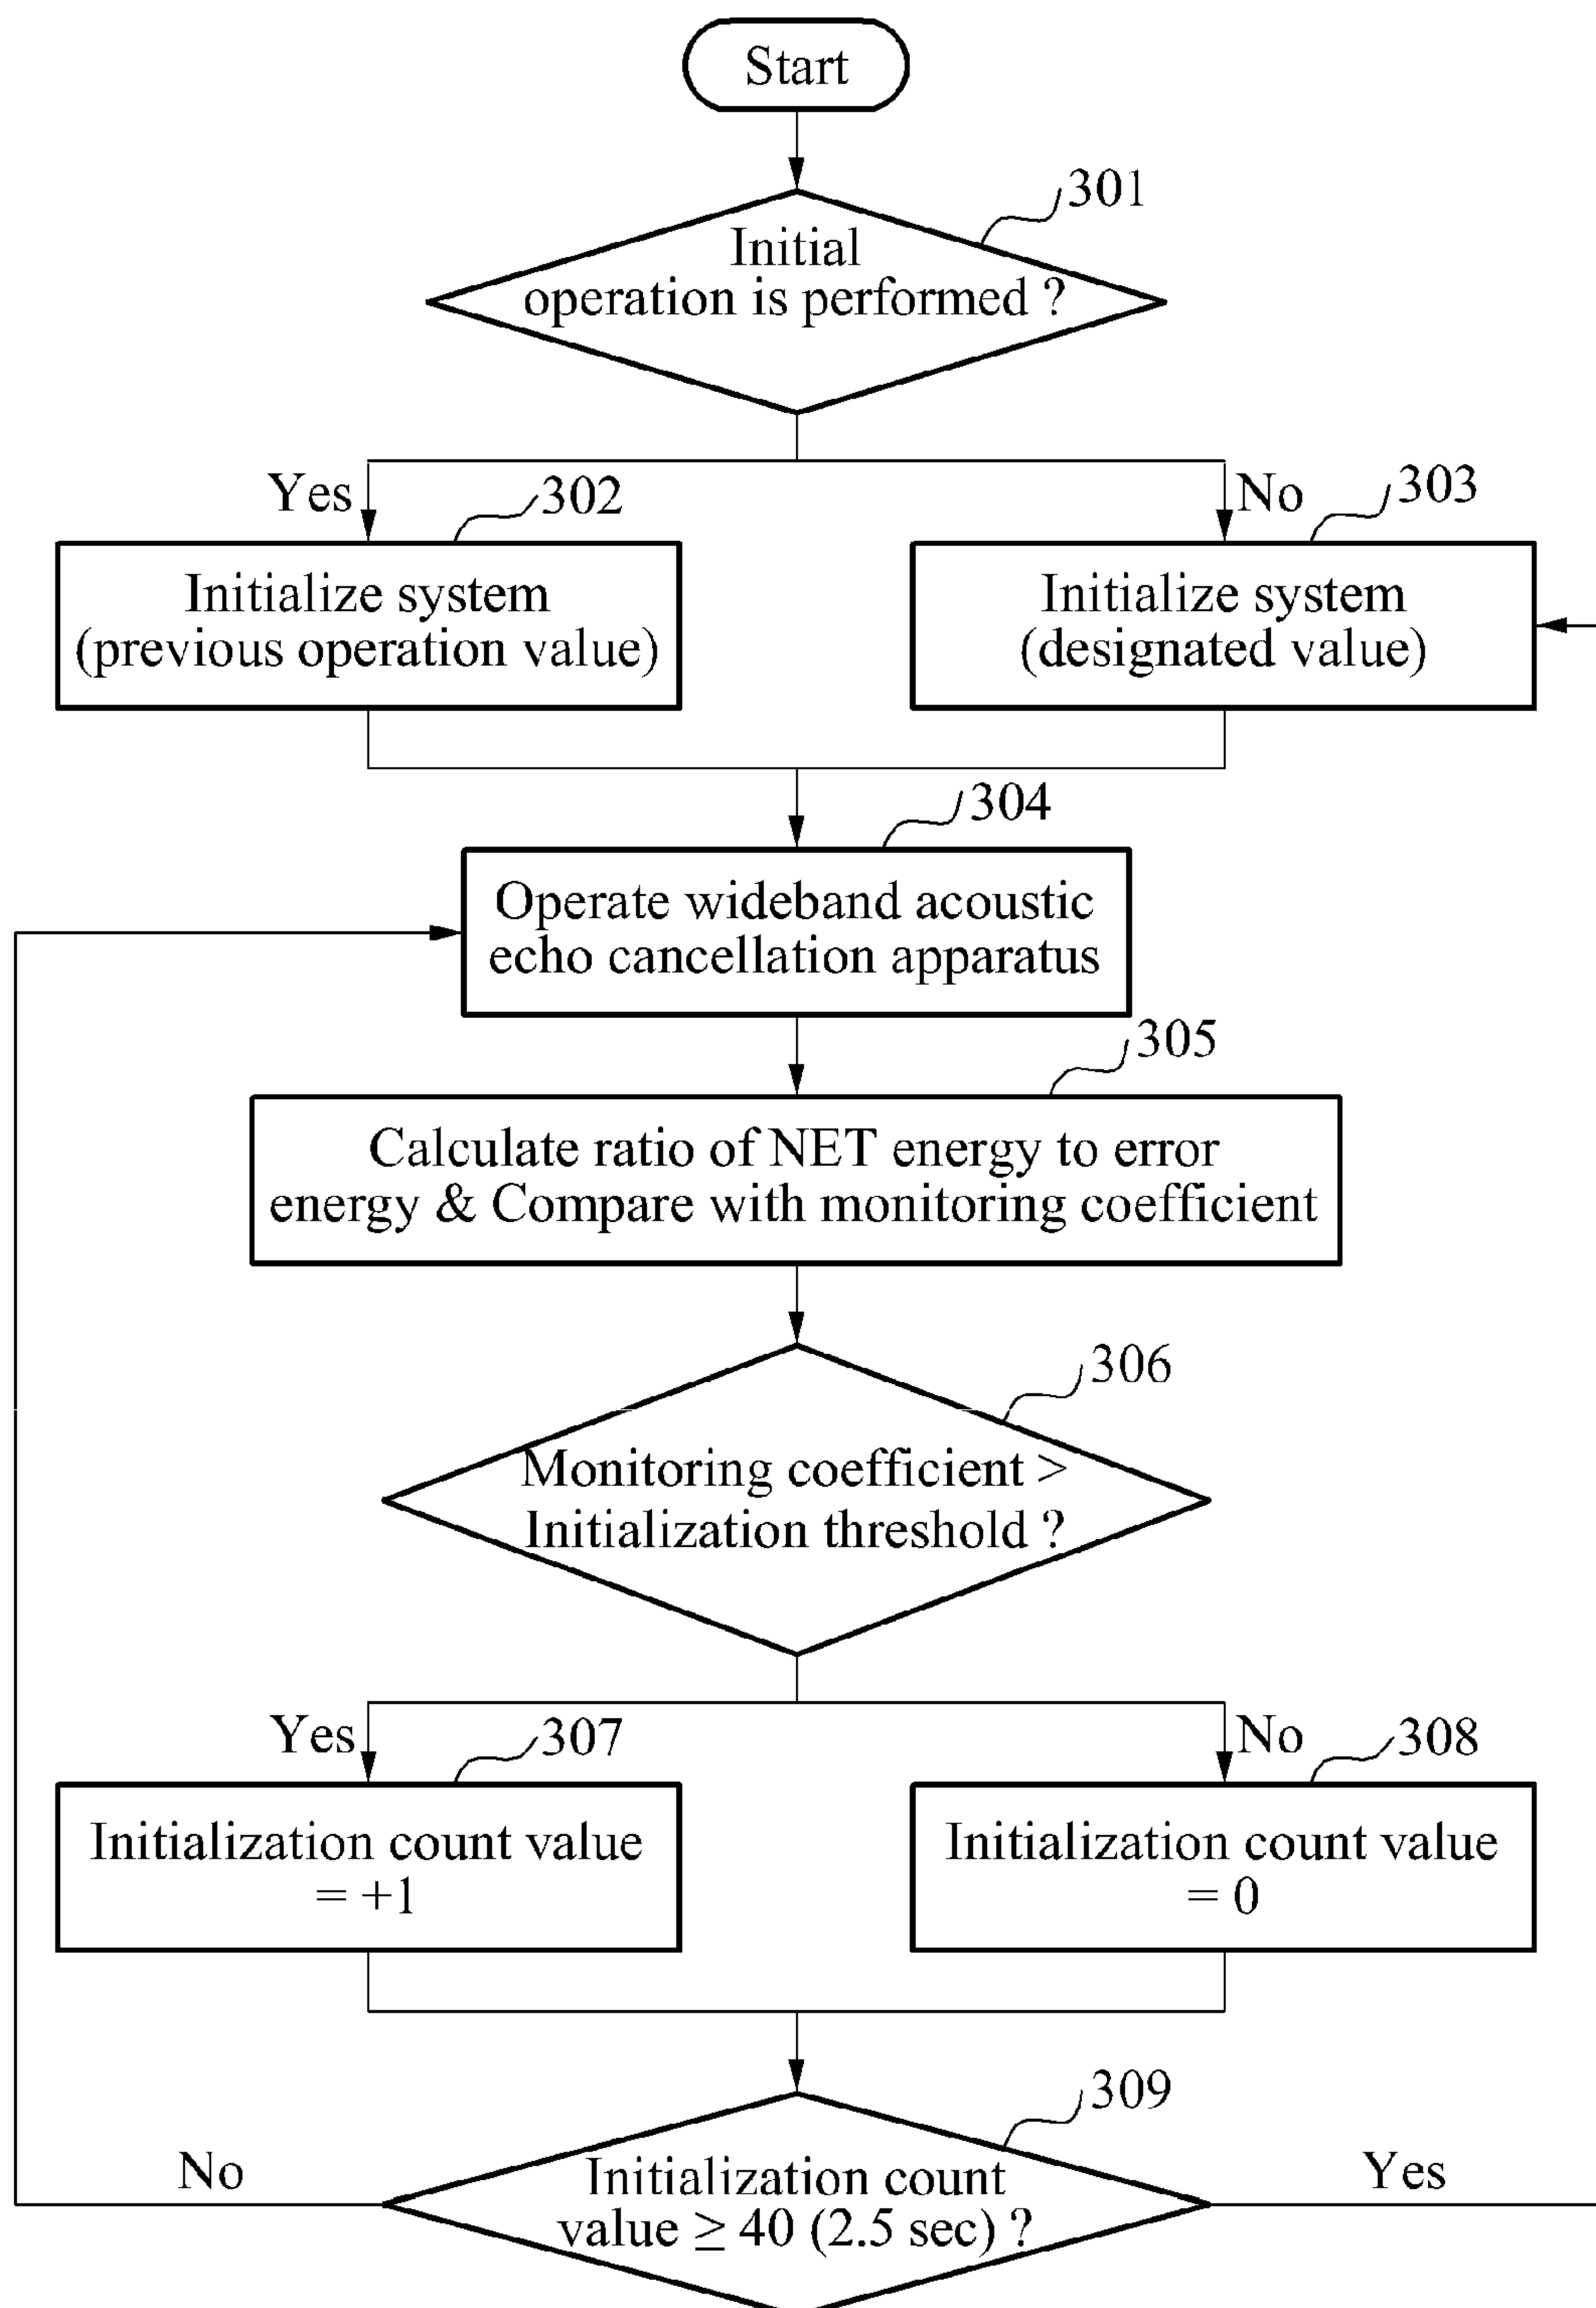 Start
301
Initial
operation is performed ?
Yes
302
No
303
Initialize system
(previous operation value)
Initialize system
(designated value)
304
Operate wideband acoustic
echo cancellation apparatus
305
Calculate ratio of NET energy to error
energy & Compare with monitoring coefficient
306
Monitoring coefficient >
Initialization threshold ?
Yes
307
No
308
Initialization count value
= +1
Initialization count value
= 0
309
No
Initialization count
value ≥ 40 (2.5 sec) ?
Yes